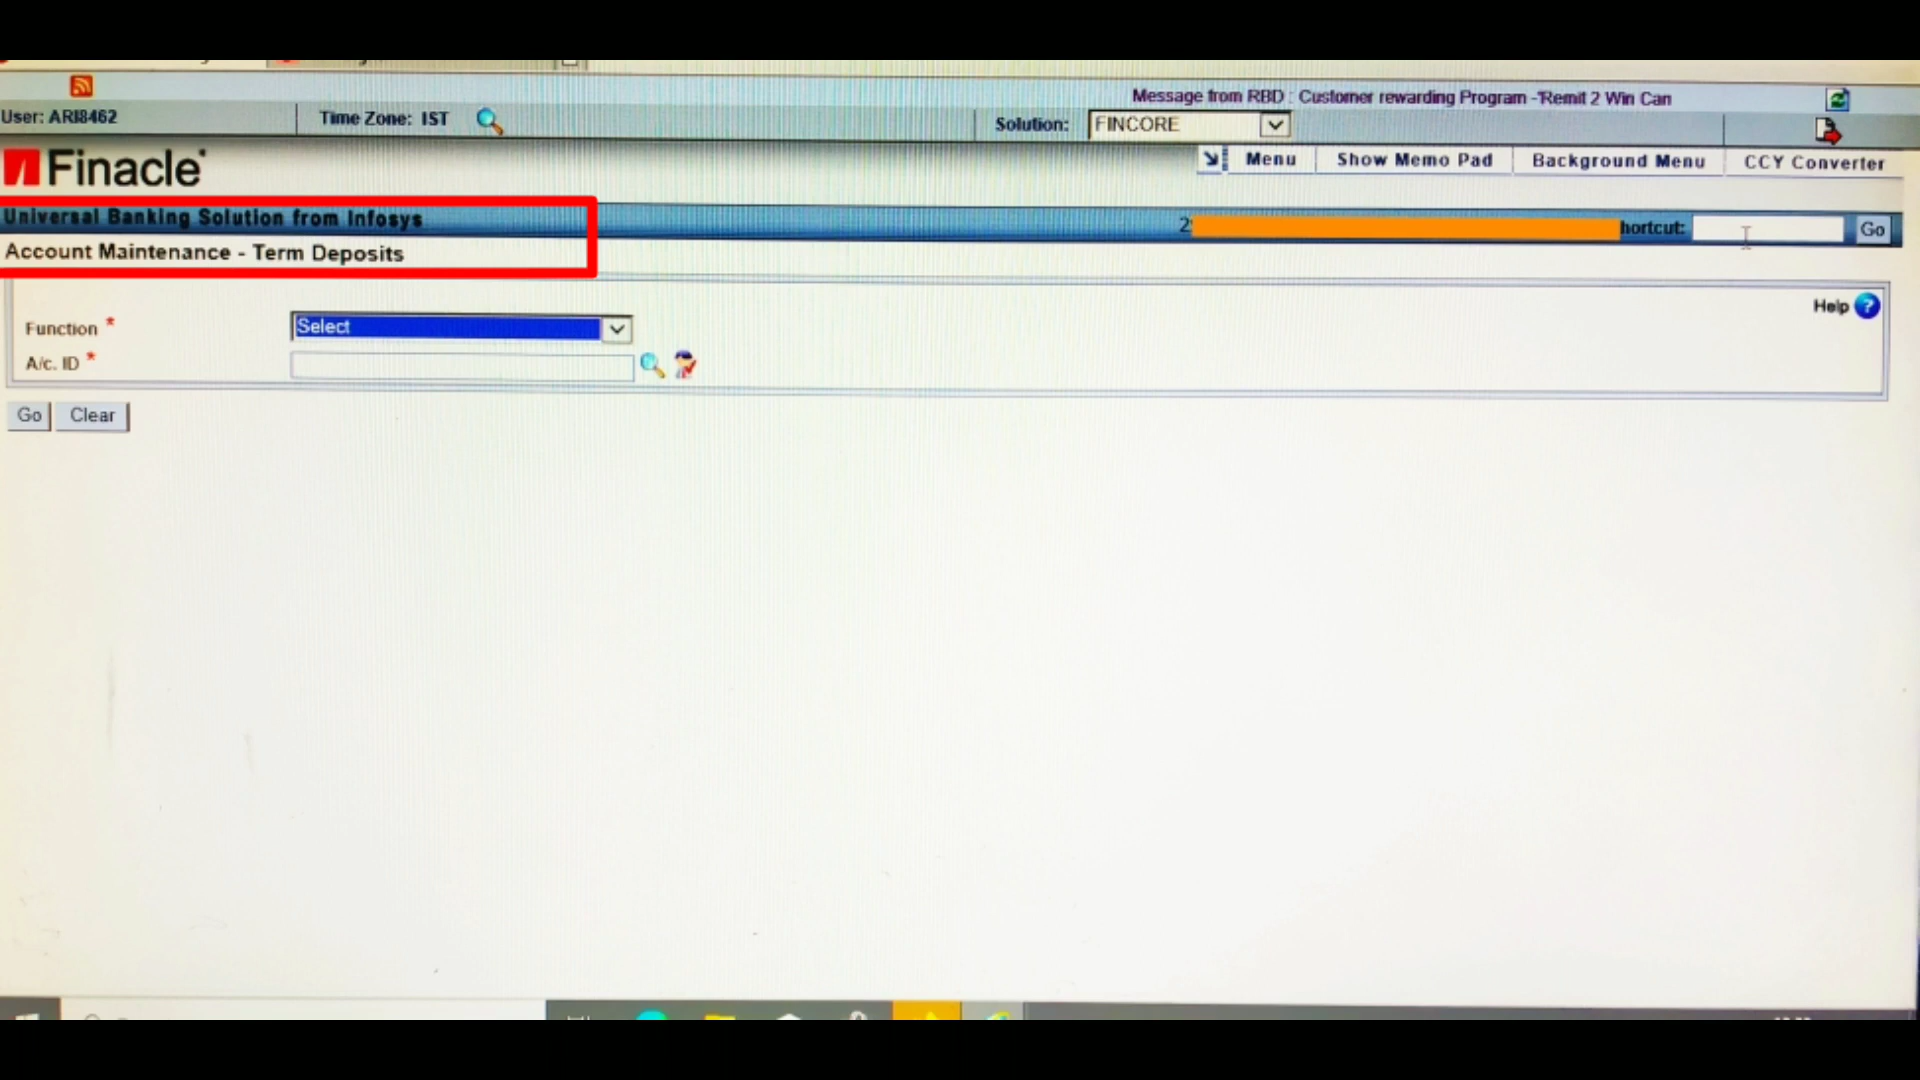 Message from RBD : Customer rewarding Program -'Remit 2 Win Can
User: ARI8462
Time Zone: IST
Solution:
FINCORE
Finacle
Menu
Show Memo Pad
Background Menu
CCY Converter
Universal Banking Solution from Infosys
2
hortcut:
Go
Account Maintenance - Term Deposits
Help ?
Function *
Select
A/c. ID *
Go
Clear